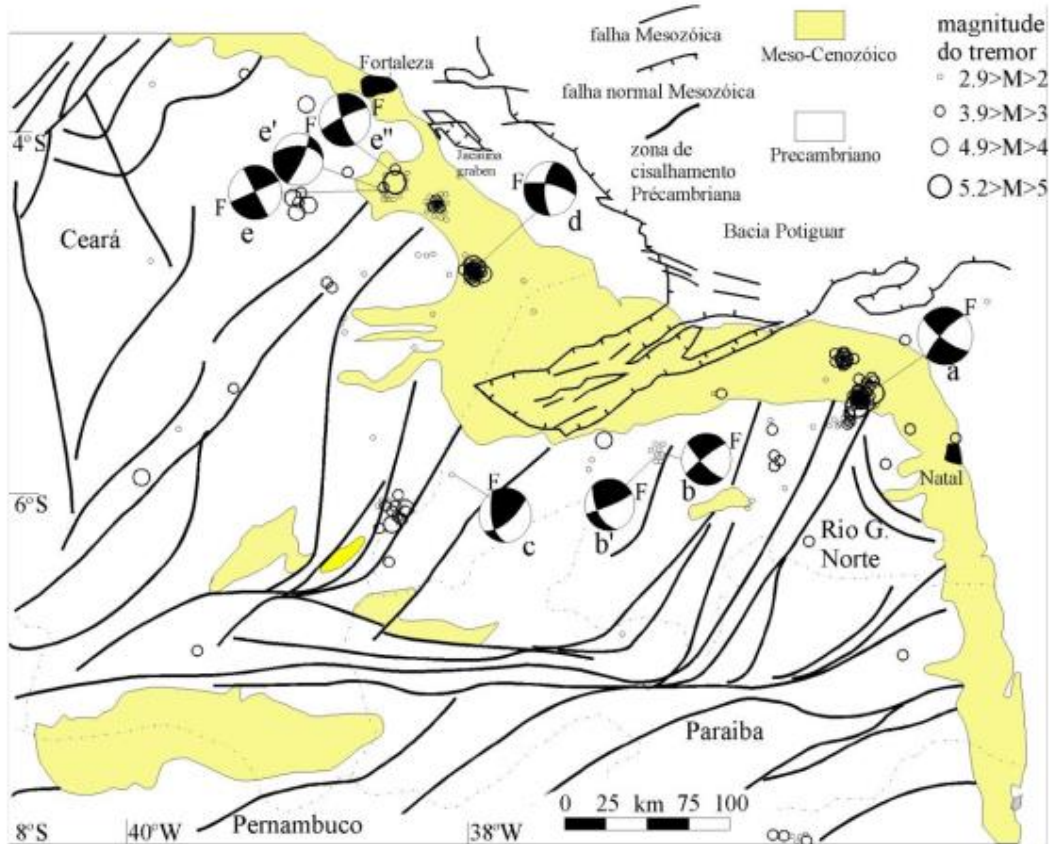 falha Mesozóica
falha normal Mesozóica
zona de
cisalhamento
Précambriana
Meso-Cenozóico
Precambriano
magnitude
do tremor
2.9>M>2
3.9>M>3
4.9>M>4
5.2>M>5
Fortaleza
4°S
e' F
F
e''
Jacauna
graben
F
d
F
e
Ceará
Bacia Potiguar
F
a
6°S
F
c
F
b'
F
b
Natal
Rio G.
Norte
Paraiba
0 25 km 75 100
8°S 40°W
Pernambuco
38°W